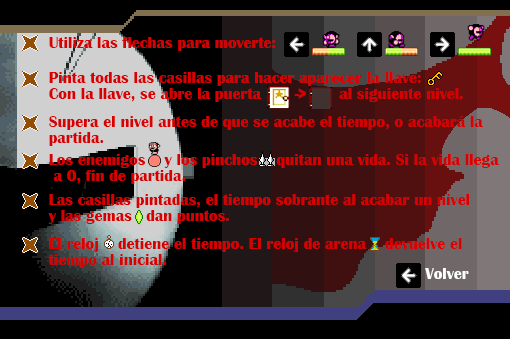 Utiliza las flechas para moverte:
Pinta todas las casillas para hacer aparecer la llave:
Con la llave, se abre la puerta -> al siguiente nivel.
Supera el nivel antes de que se acabe el tiempo, o acabará la
partida.
Los enemigos y los pinchos quitan una vida. Si la vida llega
a 0, fín de partida.
Las casillas pintadas, el tiempo sobrante al acabar un nivel
y las gemas dan puntos.
El reloj detiene el tiempo. El reloj de arena devuelve el
tiempo al inicial.
Volver